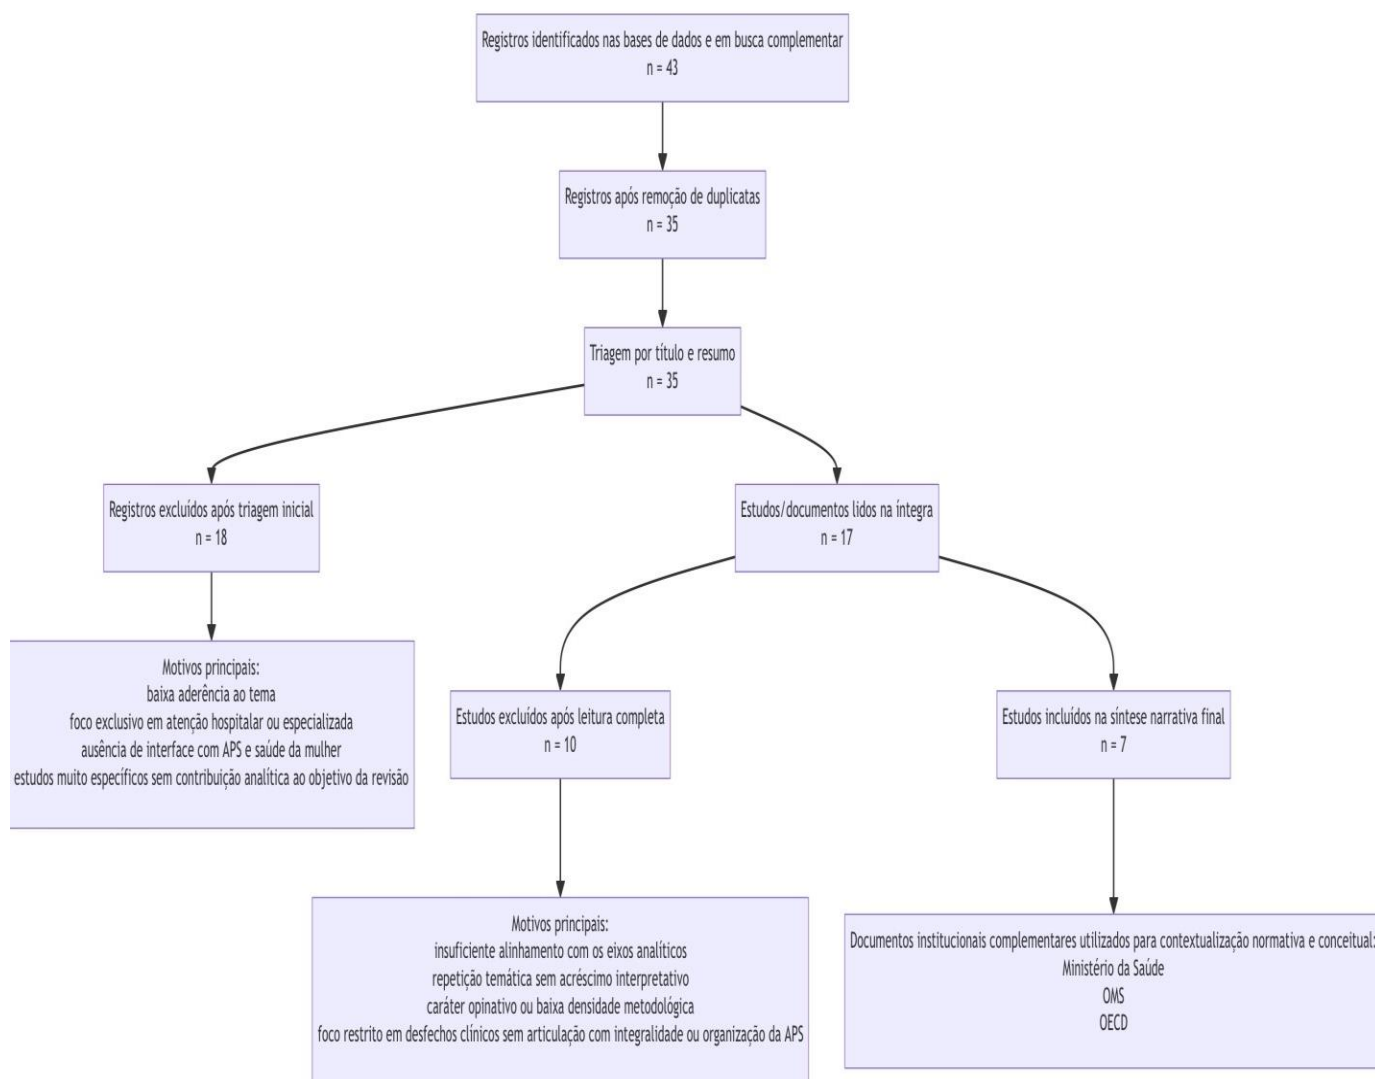 Registros identificados nas bases de dados e em busca complementar
n = 43
Registros após remoção de duplicatas
n = 35
Triagem por título e resumo
n = 35
Registros excluídos após triagem inicial
n = 18
Estudos/documentos lidos na íntegra
n = 17
Motivos principais:
baixa aderência ao tema
foco exclusivo em atenção hospitalar ou especializada
ausência de interface com APS e saúde da mulher
estudos muito específicos sem contribuição analítica ao objetivo da revisão
Estudos excluídos após leitura completa
n = 10
Estudos incluídos na síntese narrativa final
n = 7
Motivos principais:
insuficiente alinhamento com os eixos analíticos
repetição temática sem acréscimo interpretativo
caráter opinativo ou baixa densidade metodológica
foco restrito em desfechos clínicos sem articulação com integralidade ou organização da APS
Documentos institucionais complementares utilizados para contextualização normativa e conceitual:
Ministério da Saúde
OMS
OECD